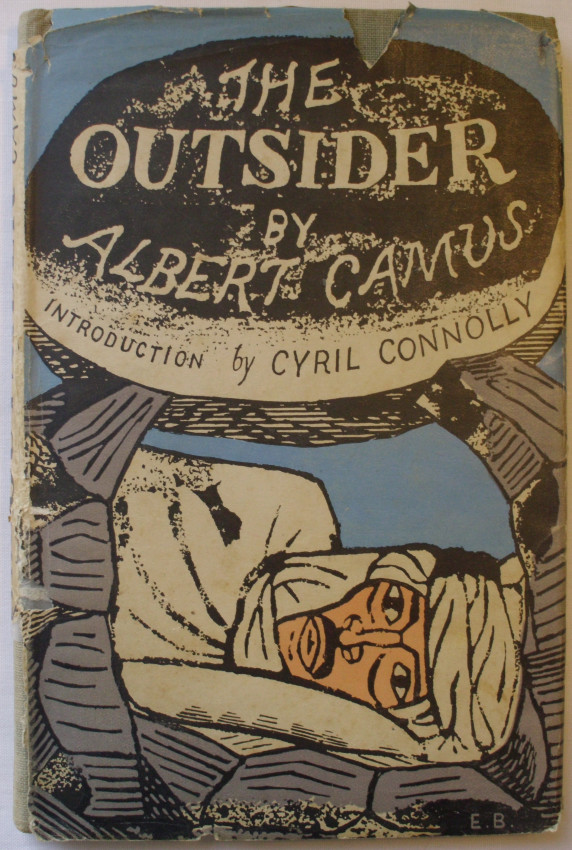 THE
OUTSIDER
BY
ALBERT CAMUS
INTRODUCTION by CYRIL CONNOLLY
E.B.